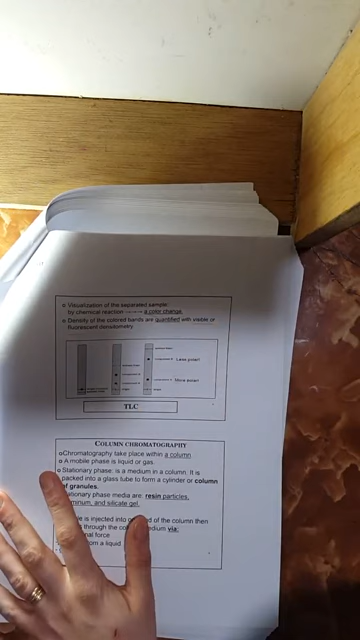 Visualization of the separated sample:
by chemical reaction → → → a color change.
Density of the colored bands are quantified with visible or
fluorescent densitometry.
Less polar!
More polar!
TLC
COLUMN CHROMATOGRAPHY
Chromatography take place within a column.
A mobile phase is liquid or gas.
Stationary phase: is a medium in a column. It is
packed into a glass tube to form a cylinder or column
of granules.
tationary phase media are: resin particles,
minum, and silicate gel.
le is injected into
d of the column then
through the
medium via:
nal force
om a liquid